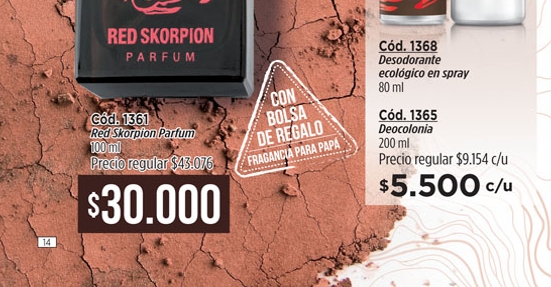 RED SKORPION
PARFUM
Cód. 1361
Red Skorpion Parfum
100 ml
Precio regular $43.076
$30.000
CON
BOLSA
DE REGALO
FRAGANCIA PARA PAPÁ
Cód. 1368
Desodorante
ecológico en spray
80 ml
Cód. 1365
Deocolonia
200 ml
Precio regular $9.154 c/u
$5.500 c/u
14